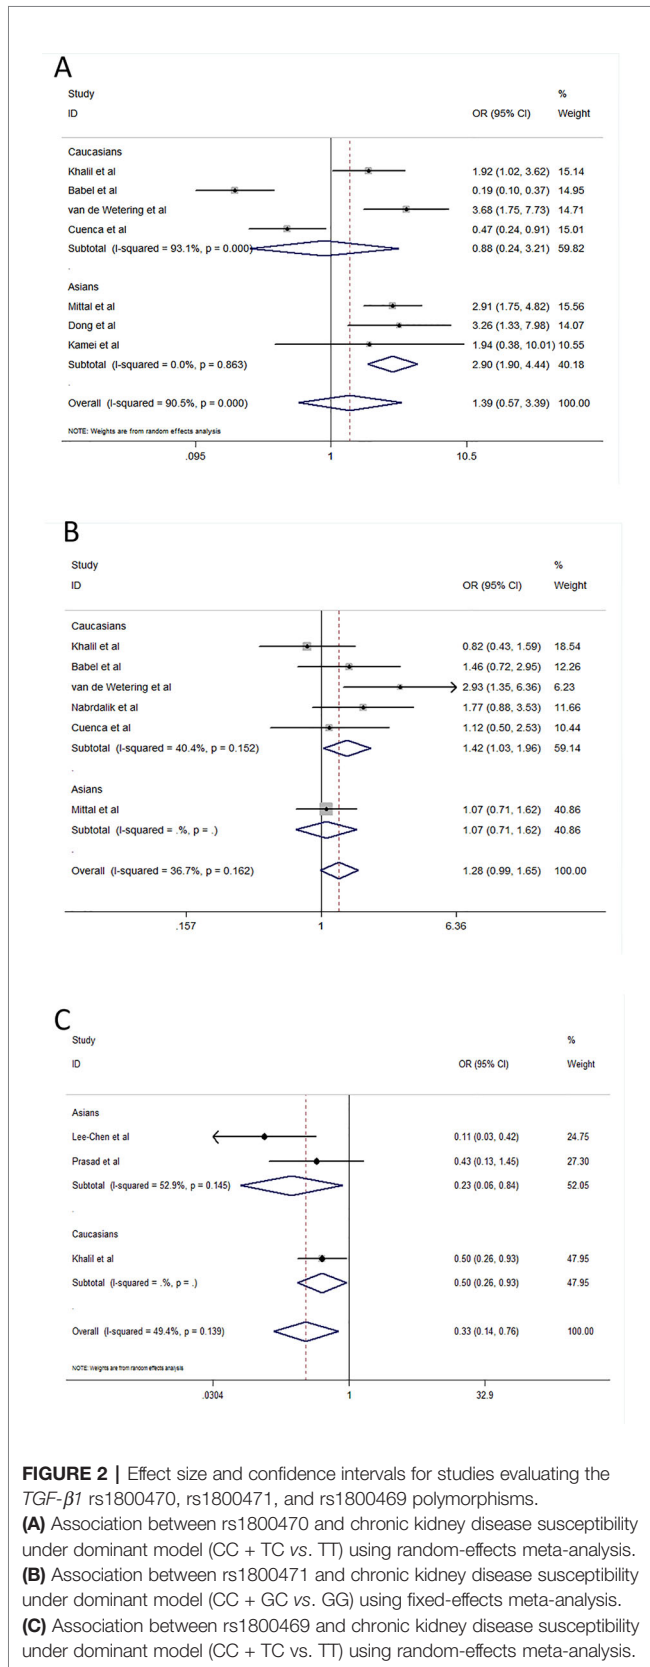 A
Study %
ID OR (95% CI) Weight
Caucasians
Khalil et al 1.92 (1.02, 3.62) 15.14
Babel et al 0.19 (0.10, 0.37) 14.95
van de Wetering et al 3.68 (1.75, 7.73) 14.71
Cuenca et al 0.47 (0.24, 0.91) 15.01
Subtotal (I-squared = 93.1%, p = 0.000) 0.88 (0.24, 3.21) 59.82
.
Asians
Mittal et al 2.91 (1.75, 4.82) 15.56
Dong et al 3.26 (1.33, 7.98) 14.07
Kamei et al 1.94 (0.38, 10.01) 10.55
Subtotal (I-squared = 0.0%, p = 0.863) 2.90 (1.90, 4.44) 40.18
.
Overall (I-squared = 90.5%, p = 0.000) 1.39 (0.57, 3.39) 100.00
NOTE: Weights are from random effects analysis
.095 1 10.5
B
Study %
ID OR (95% CI) Weight
Caucasians
Khalil et al 0.82 (0.43, 1.59) 18.54
Babel et al 1.46 (0.72, 2.95) 12.26
van de Wetering et al 2.93 (1.35, 6.36) 6.23
Nabrdalik et al 1.77 (0.88, 3.53) 11.66
Cuenca et al 1.12 (0.50, 2.53) 10.44
Subtotal (I-squared = 40.4%, p = 0.152) 1.42 (1.03, 1.96) 59.14
.
Asians
Mittal et al 1.07 (0.71, 1.62) 40.86
Subtotal (I-squared = .%, p = .) 1.07 (0.71, 1.62) 40.86
.
Overall (I-squared = 36.7%, p = 0.162) 1.28 (0.99, 1.65) 100.00
.157 1 6.36
C
Study %
ID OR (95% CI) Weight
Asians
Lee-Chen et al 0.11 (0.03, 0.42) 24.75
Prasad et al 0.43 (0.13, 1.45) 27.30
Subtotal (I-squared = 52.9%, p = 0.145) 0.23 (0.06, 0.84) 52.05
.
Caucasians
Khalil et al 0.50 (0.26, 0.93) 47.95
Subtotal (I-squared = .%, p = .) 0.50 (0.26, 0.93) 47.95
.
Overall (I-squared = 49.4%, p = 0.139) 0.33 (0.14, 0.76) 100.00
NOTE: Weights are from random effects analysis
.0304 1 32.9
FIGURE 2 | Effect size and confidence intervals for studies evaluating the
TGF-β1 rs1800470, rs1800471, and rs1800469 polymorphisms.
(A) Association between rs1800470 and chronic kidney disease susceptibility
under dominant model (CC + TC vs. TT) using random-effects meta-analysis.
(B) Association between rs1800471 and chronic kidney disease susceptibility
under dominant model (CC + GC vs. GG) using fixed-effects meta-analysis.
(C) Association between rs1800469 and chronic kidney disease susceptibility
under dominant model (CC + TC vs. TT) using random-effects meta-analysis.